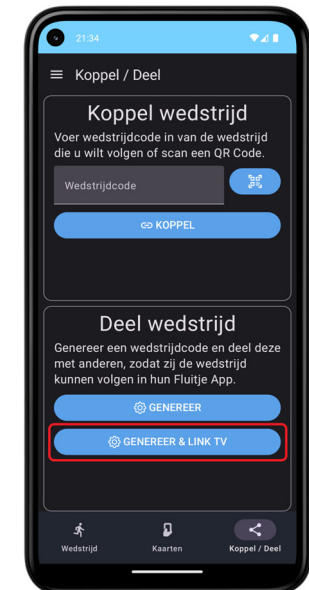 21:34
Koppel / Deel
Koppel wedstrijd
Voer wedstrijdcode in van de wedstrijd
die u wilt volgen of scan een QR Code.
Wedstrijdcode
KOPPEL
Deel wedstrijd
Genereer een wedstrijdcode en deel deze
met anderen, zodat zij de wedstrijd
kunnen volgen in hun Fluitje App.
GENEREER
GENEREER & LINK TV
Wedstrijd Kaarten Koppel / Deel